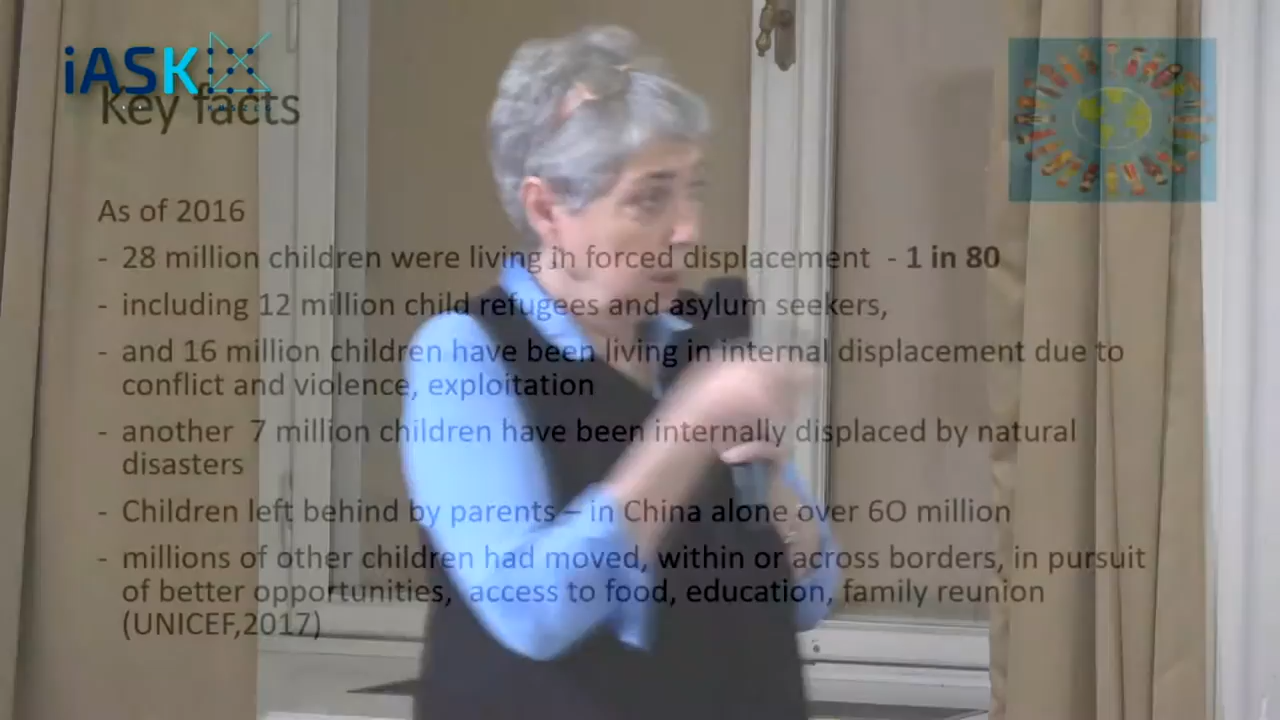 iASK
KŐSZEG
Key facts
As of 2016
- 28 million children were living in forced displacement - 1 in 80
- including 12 million child refugees and asylum seekers,
- and 16 million children have been living in internal displacement due to
conflict and violence, exploitation
- another 7 million children have been internally displaced by natural
disasters
- Children left behind by parents – in China alone over 6O million
- millions of other children had moved, within or across borders, in pursuit
of better opportunities, access to food, education, family reunion
(UNICEF,2017)